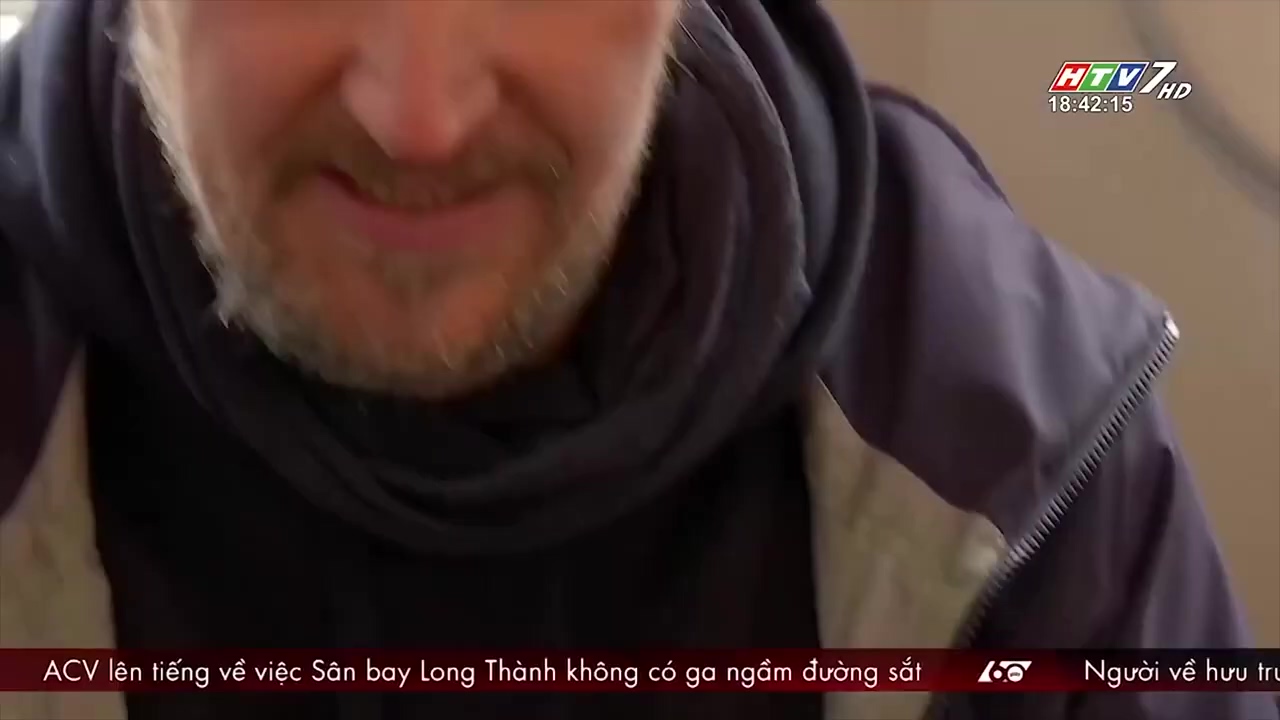 HTV7 HD
18:42:15
ACV lên tiếng về việc Sân bay Long Thành không có ga ngầm đường sắt 60 Người về hưu